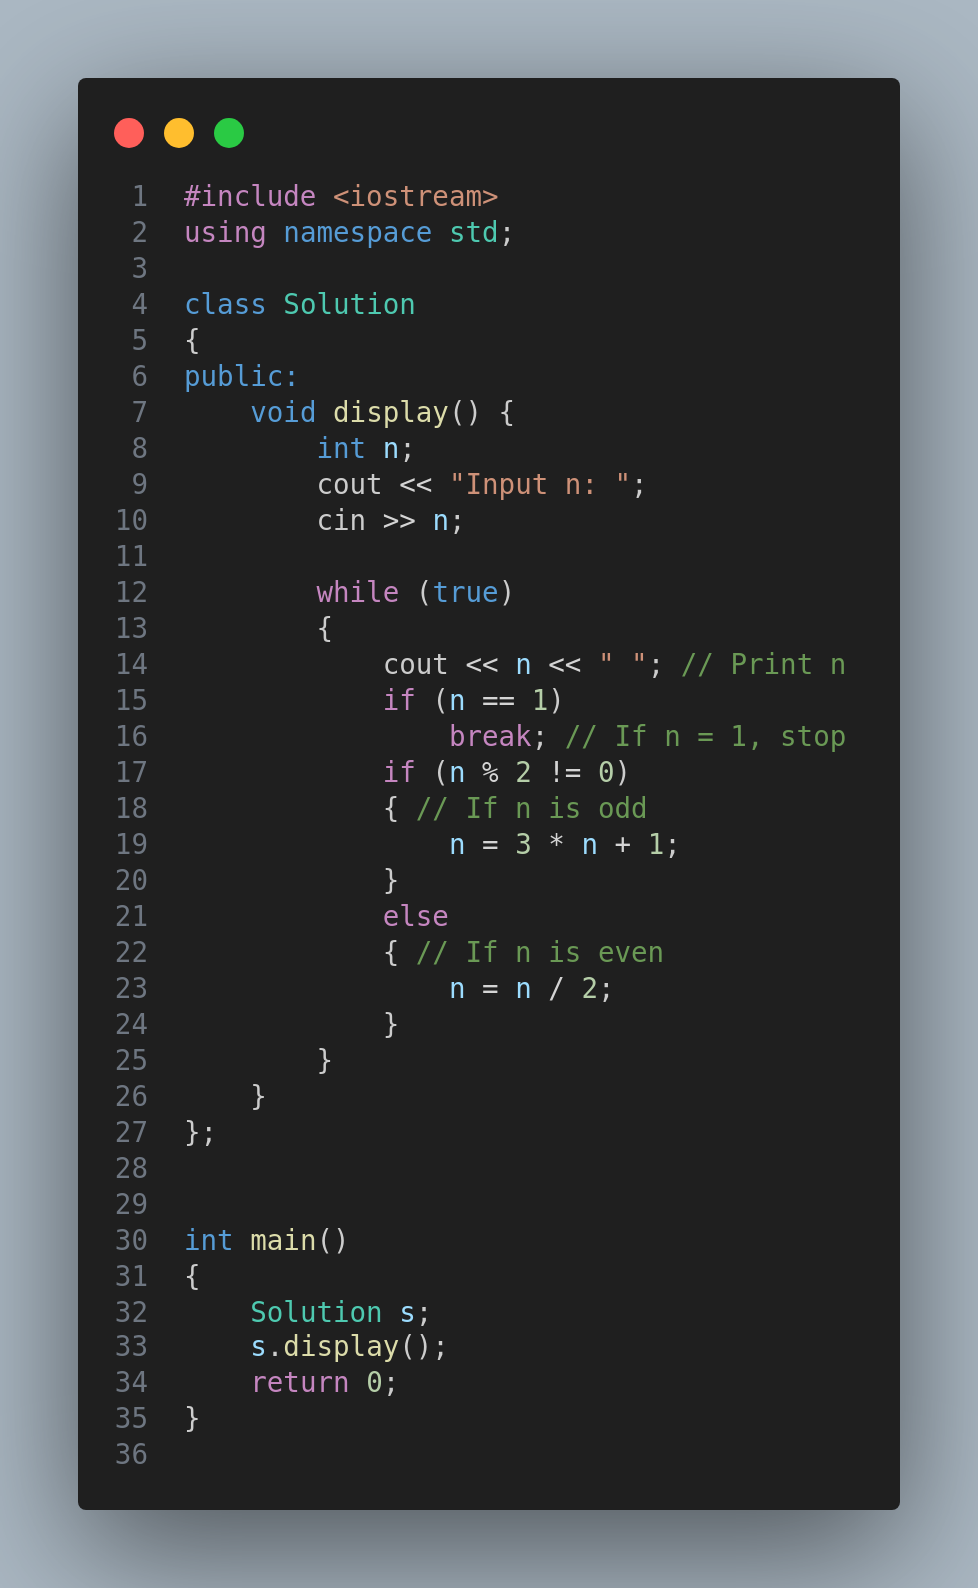 1 #include <iostream>
2 using namespace std;
3
4 class Solution
5 {
6 public:
7     void display() {
8         int n;
9         cout << "Input n: ";
10         cin >> n;
11
12         while (true)
13         {
14             cout << n << " "; // Print n
15             if (n == 1)
16                 break; // If n = 1, stop
17             if (n % 2 != 0)
18             { // If n is odd
19                 n = 3 * n + 1;
20             }
21             else
22             { // If n is even
23                 n = n / 2;
24             }
25         }
26     }
27 };
28
29
30 int main()
31 {
32     Solution s;
33     s.display();
34     return 0;
35 }
36